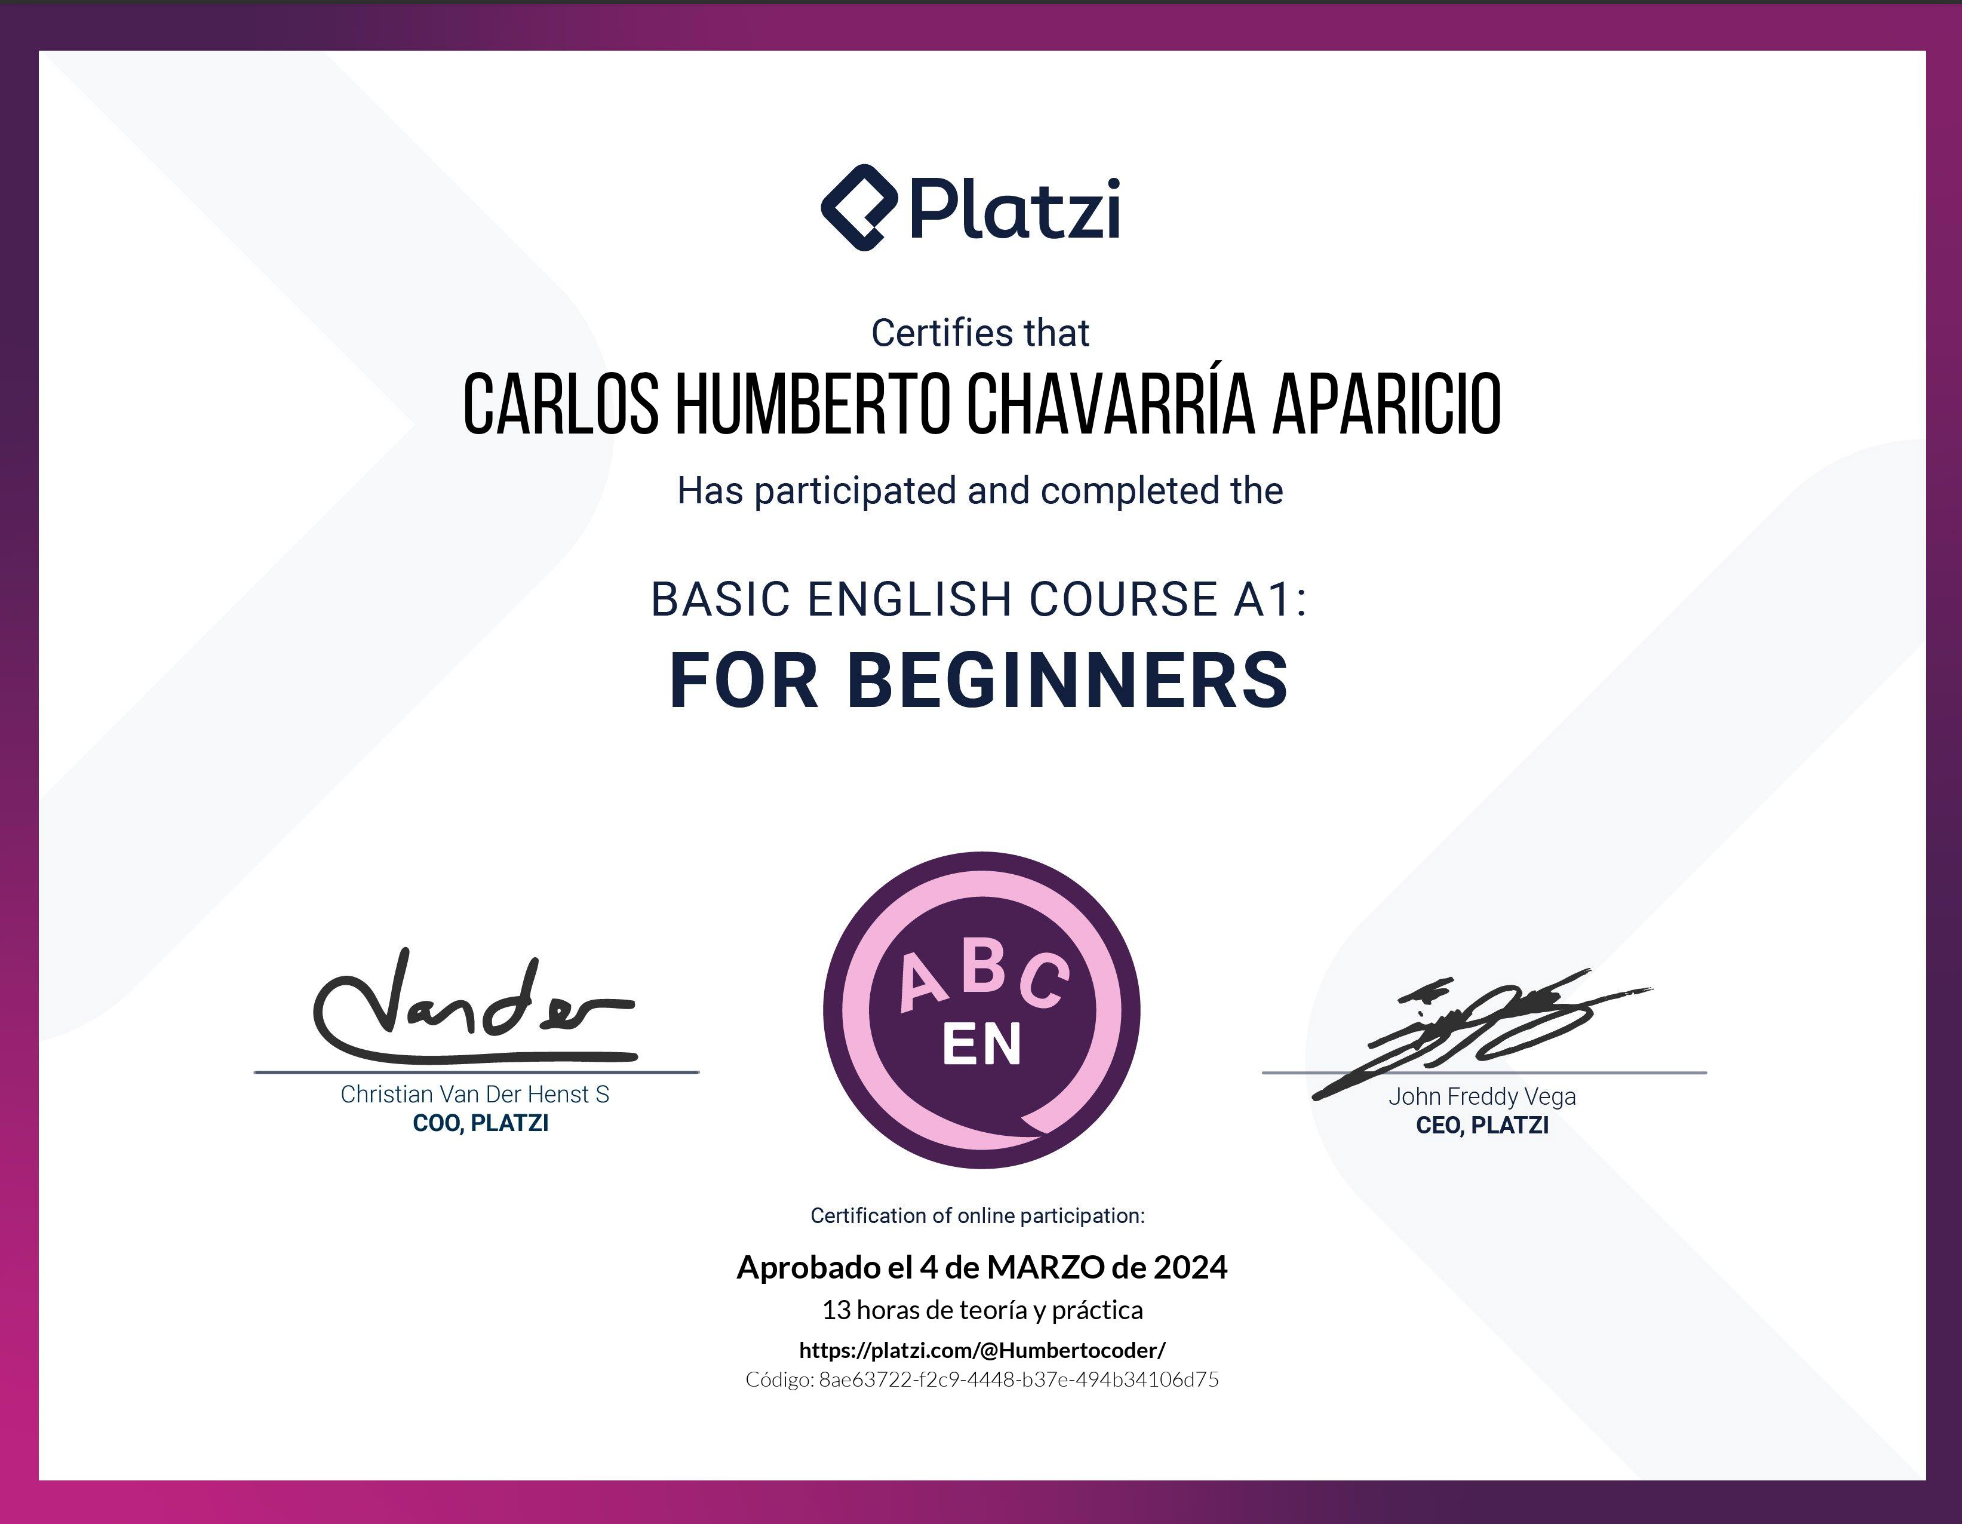 Platzi
Certifies that
CARLOS HUMBERTO CHAVARRÍA APARICIO
Has participated and completed the
BASIC ENGLISH COURSE A1:
FOR BEGINNERS
Vander
Christian Van Der Henst S
COO, PLATZI
ABC
EN
John Freddy Vega
CEO, PLATZI
Certification of online participation:
Aprobado el 4 de MARZO de 2024
13 horas de teoría y práctica
https://platzi.com/@Humbertocoder/
Código: 8ae63722-f2c9-4448-b37e-494b34106d75